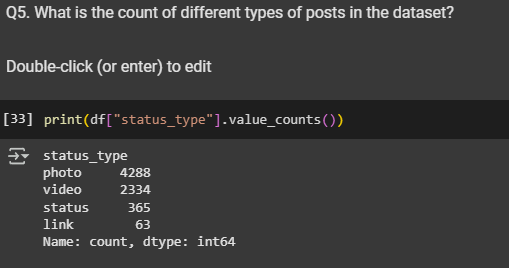 Q5. What is the count of different types of posts in the dataset?
Double-click (or enter) to edit
[33] print(df["status_type"].value_counts())
status_type
photo 4288
video 2334
status 365
link 63
Name: count, dtype: int64